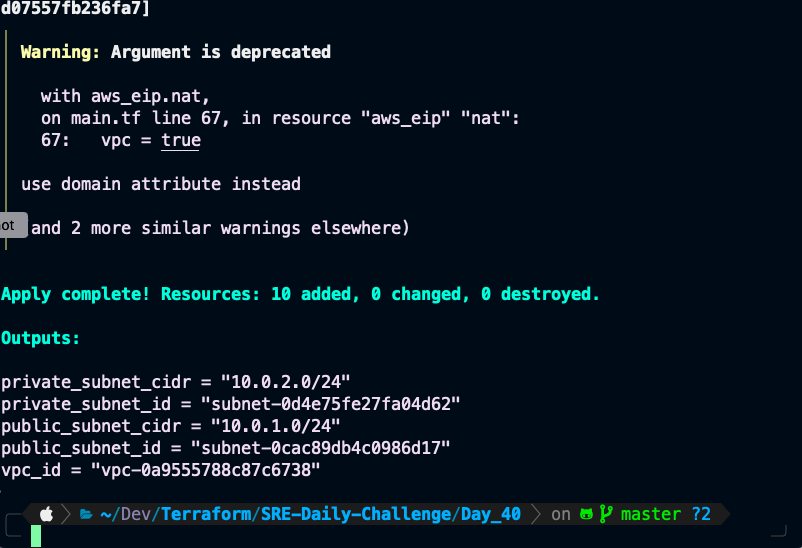 d07557fb236fa7]
Warning: Argument is deprecated
with aws_eip.nat,
on main.tf line 67, in resource "aws_eip" "nat":
67:   vpc = true
use domain attribute instead
ot
and 2 more similar warnings elsewhere)
Apply complete! Resources: 10 added, 0 changed, 0 destroyed.
Outputs:
private_subnet_cidr = "10.0.2.0/24"
private_subnet_id = "subnet-0d4e75fe27fa04d62"
public_subnet_cidr = "10.0.1.0/24"
public_subnet_id = "subnet-0cac89db4c0986d17"
vpc_id = "vpc-0a9555788c87c6738"
~/Dev/Terraform/SRE-Daily-Challenge/Day_40 on master ?2